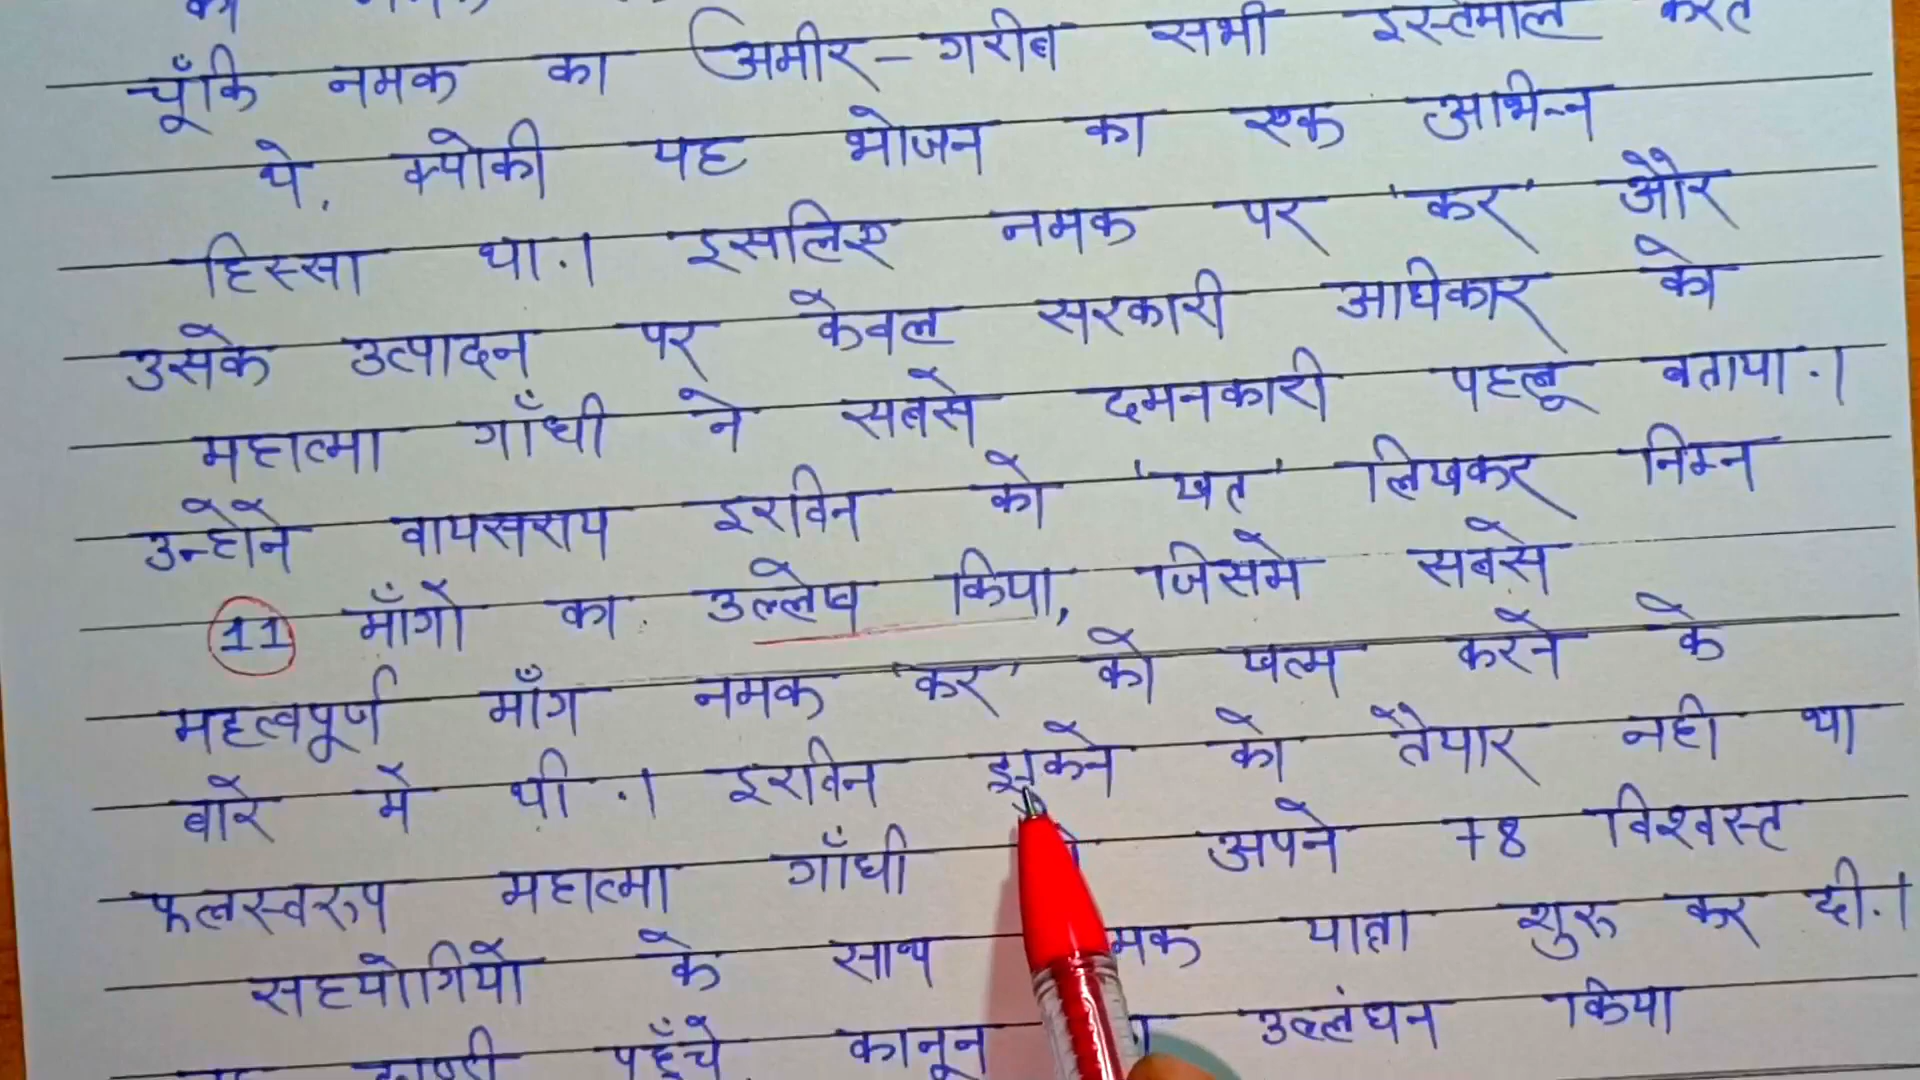 चूँकि नमक का अमीर - गरीब सभी इस्तेमाल करते
थे, क्योकी यह भोजन का एक अभिन्न
हिस्सा था.। इसलिए नमक पर 'कर' और
उसके उत्पादन पर केवल सरकारी अधिकार को
महात्मा गाँधी ने सबसे दमनकारी पहलू बताया.।
उन्होने वायसराय इरविन को 'खत' लिखकर निम्न
11 माँगो का उल्लेख किया, जिसमे सबसे
महत्वपूर्ण माँग नमक 'कर' को खत्म करने के
बारे मे थी.। इरविन झुकने को तैयार नही था
फलस्वरुप महात्मा गाँधी अपने 78 विश्वस्त
सहयोगियो के साथ यात्रा शुरु कर दी.।
पहुँचे कानून उल्लंघन किया